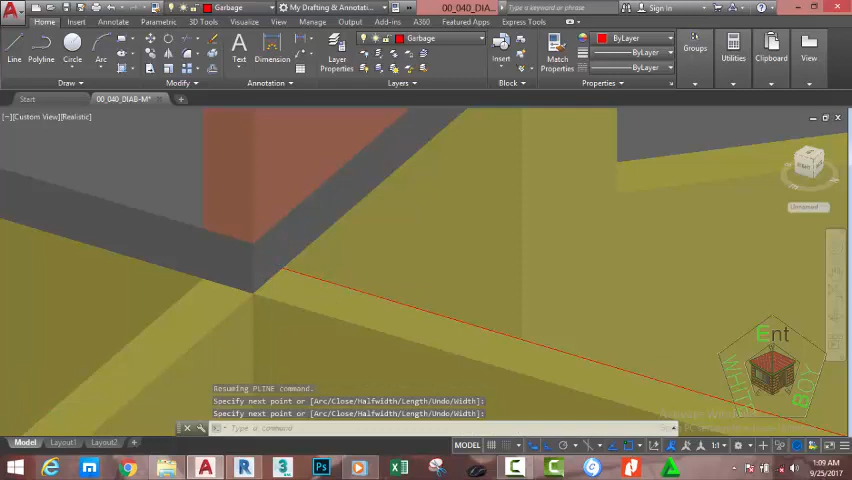 Garbage
My Drafting & Annotati...
00_040_DIA...
Type a keyword or phrase
Sign In
Home Insert Annotate Parametric 3D Tools Visualize View Manage Output Add-ins A360 Featured Apps Express Tools
Garbage
ByLayer
ByLayer
ByLayer
Line Polyline Circle Arc Text Dimension Layer Properties Insert Match Properties Groups Utilities Clipboard View
Draw Modify Annotation Layers Block Properties
Start 00_040_DIAB-M*
[−][Custom View][Realistic]
Unnamed
Ent
WHITE
BOY
Resuming PLINE command.
Specify next point or [Arc/Close/Halfwidth/Length/Undo/Width]:
Specify next point or [Arc/Close/Halfwidth/Length/Undo/Width]:
Type a command
Model Layout1 Layout2
MODEL 1:1
1:09 AM
9/25/2017